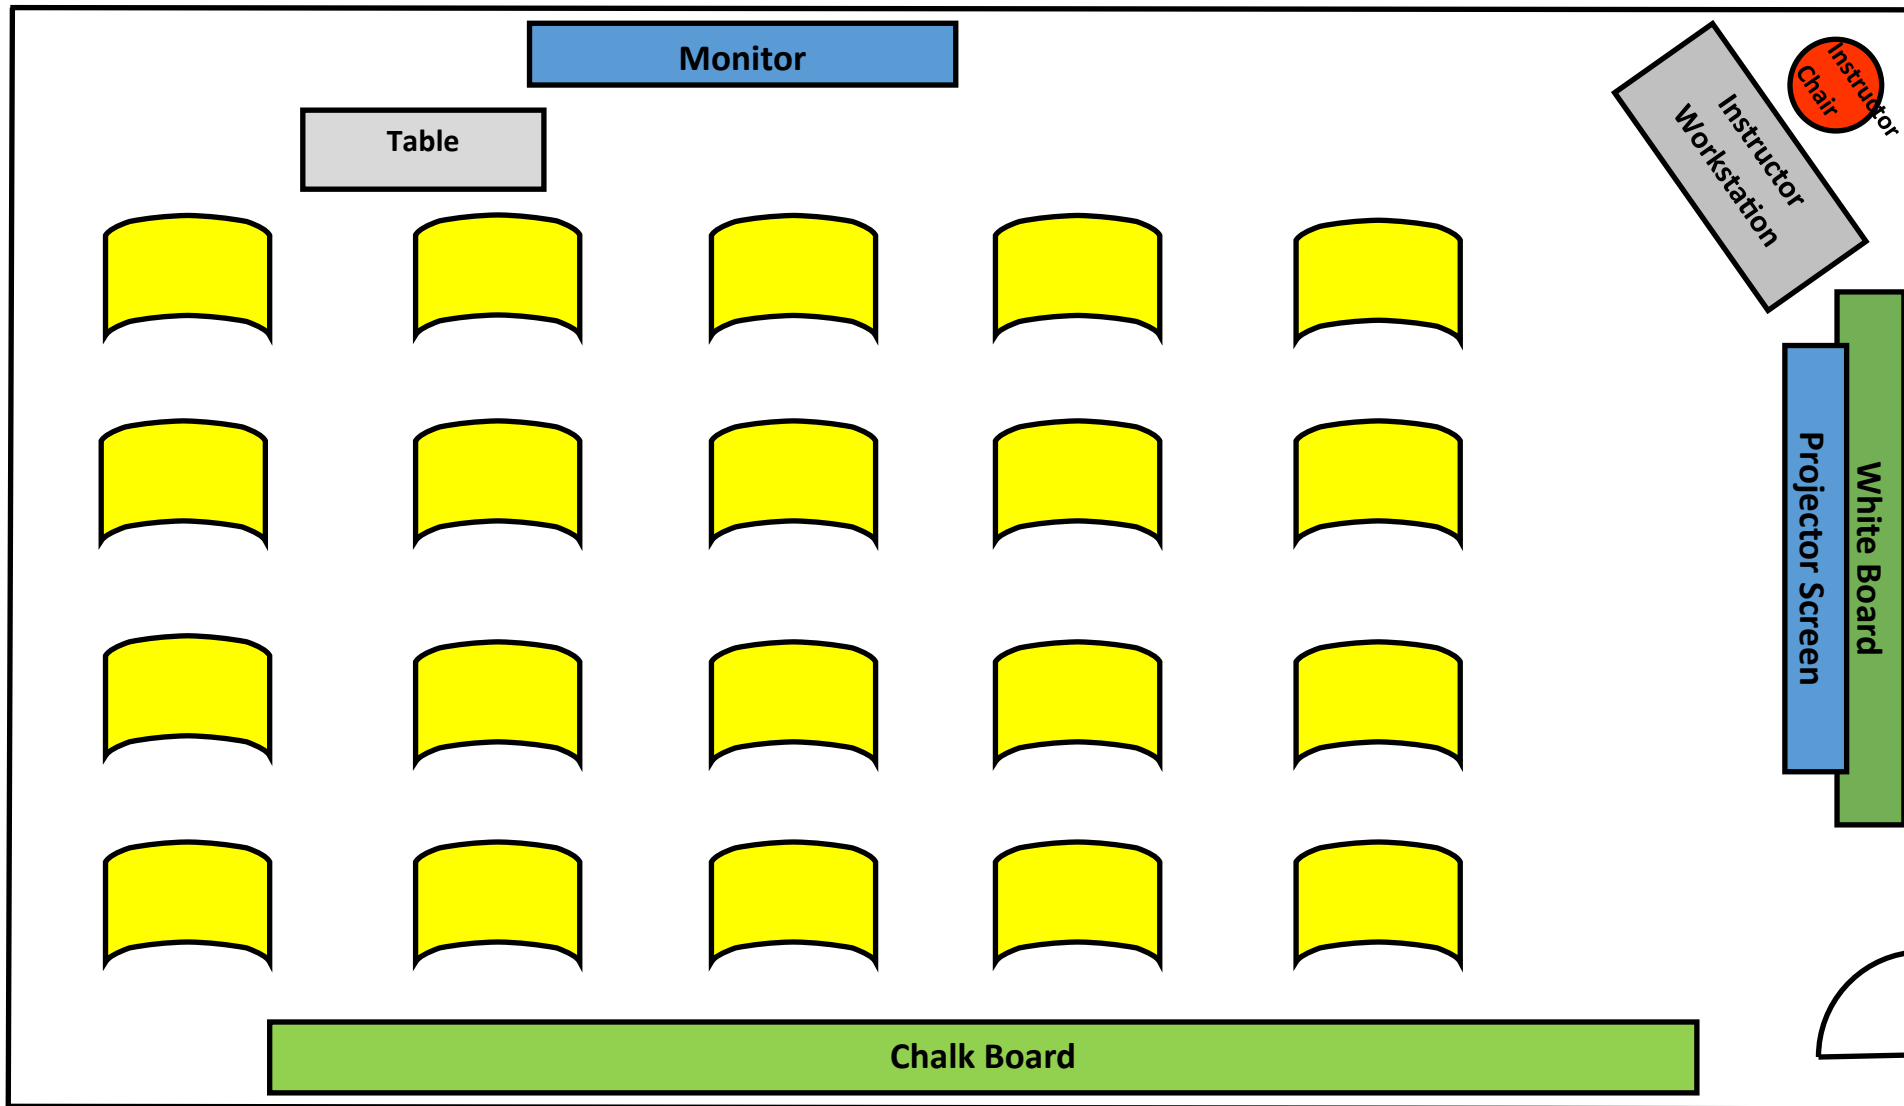 Monitor
Table
Instructor
Chair
Instructor
Workstation
Projector Screen
White Board
Chalk Board